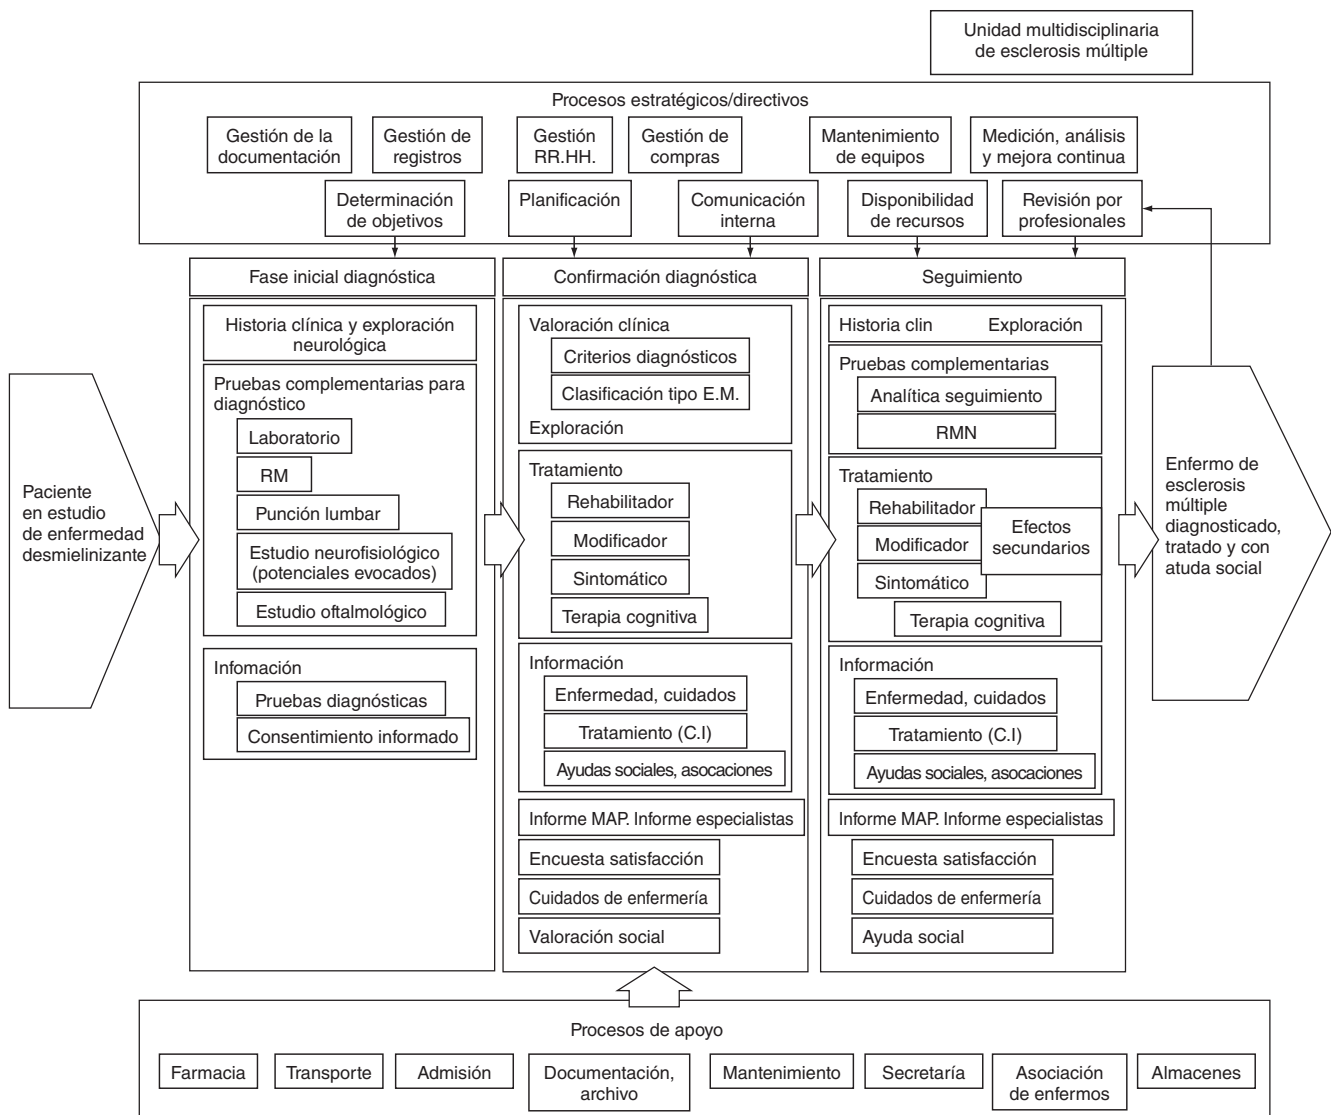 Unidad multidisciplinaria
de esclerosis múltiple
Procesos estratégicos/directivos
Gestión de la
documentación
Gestión de
registros
Gestión
RR.HH.
Gestión de
compras
Mantenimiento
de equipos
Medición, análisis
y mejora continua
Determinación
de objetivos
Planificación
Comunicación
interna
Disponibilidad
de recursos
Revisión por
profesionales
Paciente
en estudio
de enfermedad
desmielinizante
Fase inicial diagnóstica
Historia clínica y exploración
neurológica
Pruebas complementarias para
diagnóstico
Laboratorio
RM
Punción lumbar
Estudio neurofisiológico
(potenciales evocados)
Estudio oftalmológico
Infomación
Pruebas diagnósticas
Consentimiento informado
Confirmación diagnóstica
Valoración clínica
Criterios diagnósticos
Clasificación tipo E.M.
Exploración
Tratamiento
Rehabilitador
Modificador
Sintomático
Terapia cognitiva
Información
Enfermedad, cuidados
Tratamiento (C.I)
Ayudas sociales, asocaciones
Informe MAP. Informe especialistas
Encuesta satisfacción
Cuidados de enfermería
Valoración social
Seguimiento
Historia clin Exploración
Pruebas complementarias
Analítica seguimiento
RMN
Tratamiento
Rehabilitador
Modificador
Sintomático
Efectos
secundarios
Terapia cognitiva
Información
Enfermedad, cuidados
Tratamiento (C.I)
Ayudas sociales, asocaciones
Informe MAP. Informe especialistas
Encuesta satisfacción
Cuidados de enfermería
Ayuda social
Enfermo de
esclerosis
múltiple
diagnosticado,
tratado y con
atuda social
Procesos de apoyo
Farmacia
Transporte
Admisión
Documentación,
archivo
Mantenimiento
Secretaría
Asociación
de enfermos
Almacenes